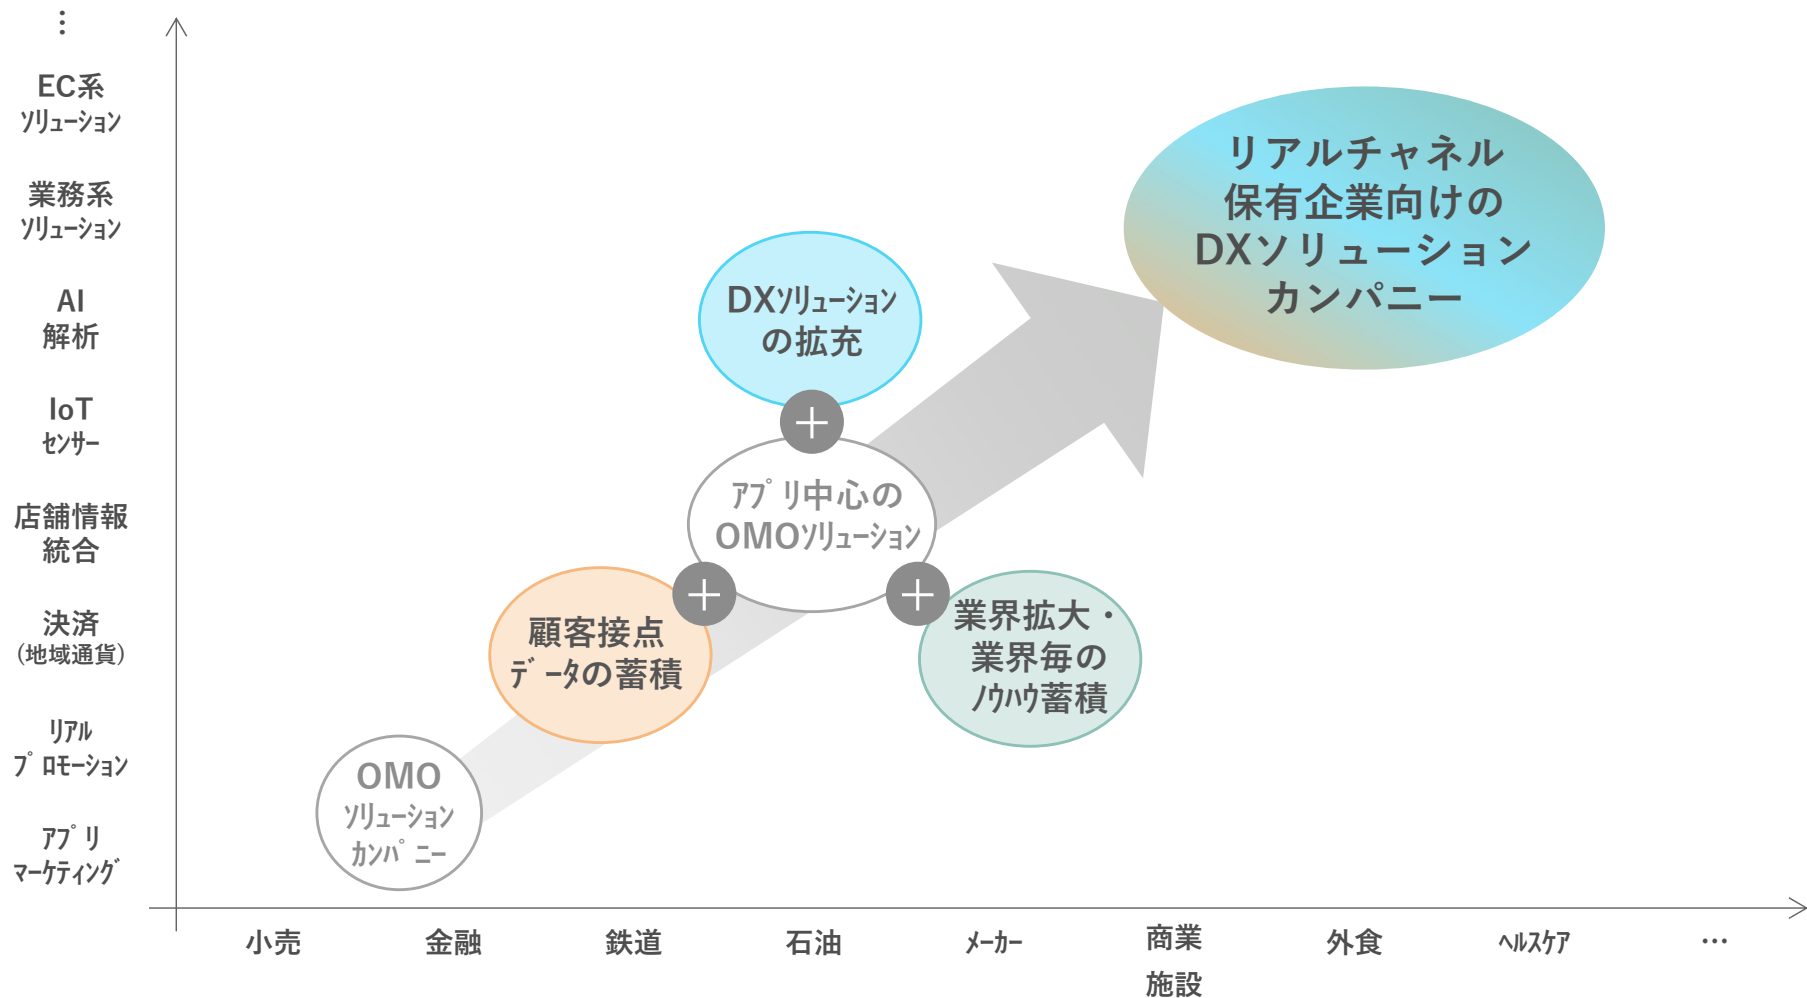 ⋮
EC系
ｿﾘｭｰｼｮﾝ
業務系
ｿﾘｭｰｼｮﾝ
AI
解析
IoT
ｾﾝｻｰ
店舗情報
統合
決済
(地域通貨)
ﾘｱﾙ
ﾌﾟﾛﾓｰｼｮﾝ
ｱﾌﾟﾘ
ﾏｰｹﾃｨﾝｸﾞ
リアルチャネル
保有企業向けの
DXソリューション
カンパニー
DXｿﾘｭｰｼｮﾝ
の拡充
＋
ｱﾌﾟﾘ中心の
OMOｿﾘｭｰｼｮﾝ
＋
＋
顧客接点
ﾃﾞｰﾀの蓄積
業界拡大・
業界毎の
ﾉｳﾊｳ蓄積
OMO
ｿﾘｭｰｼｮﾝ
ｶﾝﾊﾟﾆｰ
小売
金融
鉄道
石油
ﾒｰｶｰ
商業
施設
外食
ﾍﾙｽｹｱ
…